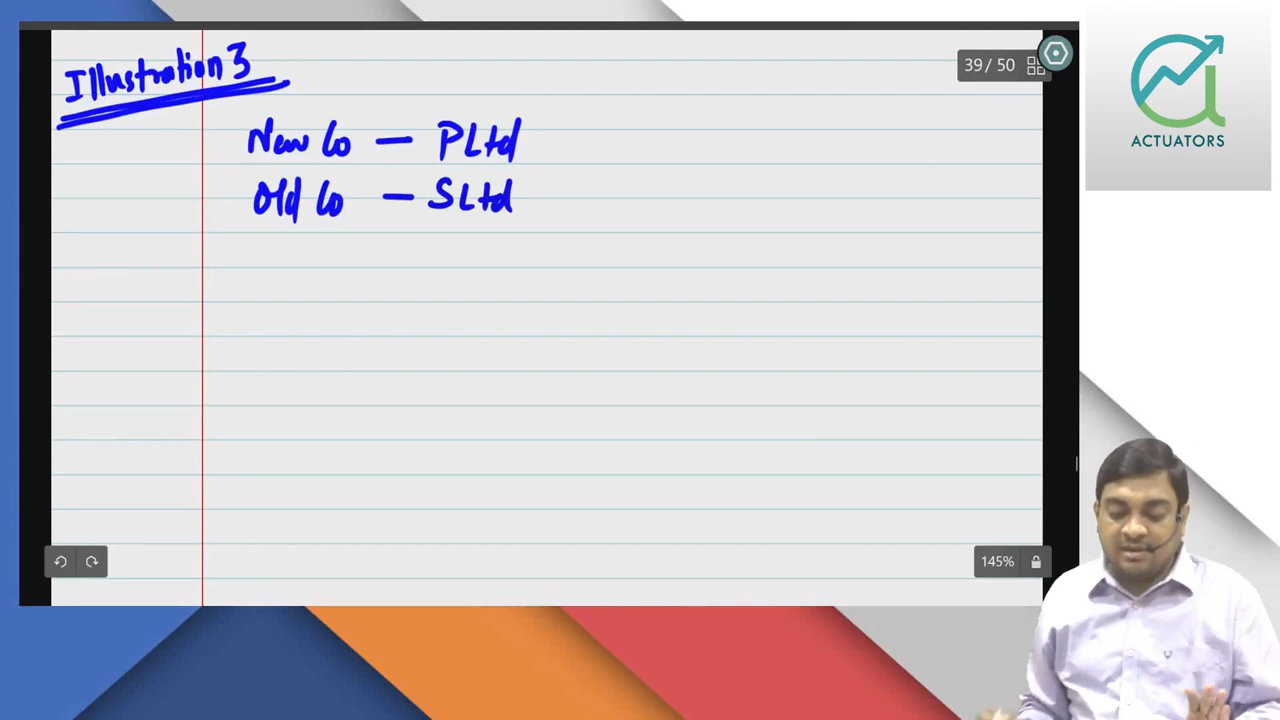 Illustration 3
39 / 50
New Co — P Ltd
Old Co — S Ltd
145%
ACTUATORS